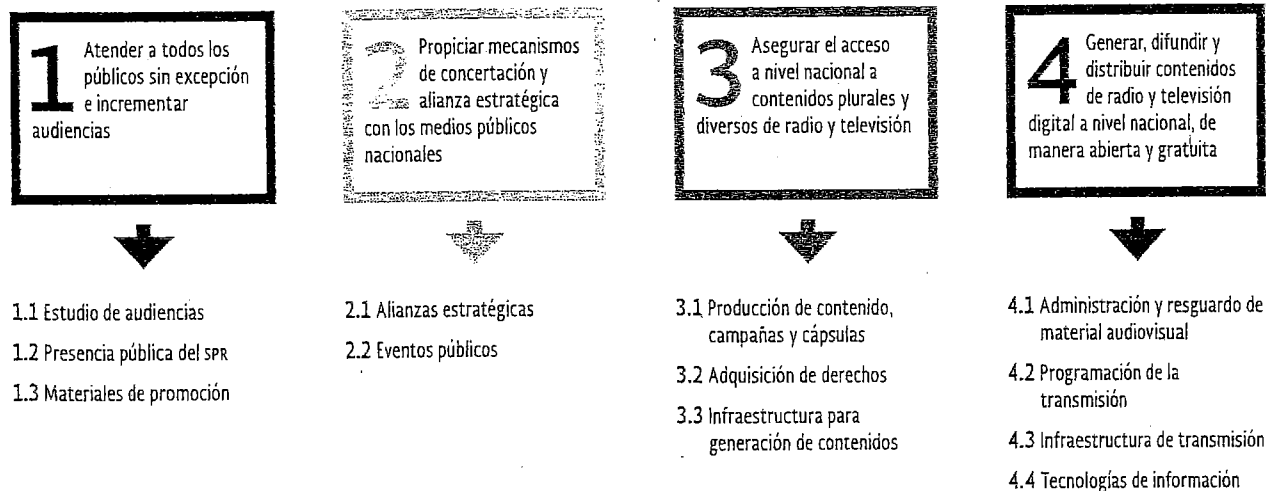 1 Atender a todos los
públicos sin excepción
e incrementar
audiencias
1.1 Estudio de audiencias
1.2 Presencia pública del SPR
1.3 Materiales de promoción
2 Propiciar mecanismos
de concertación y
alianza estratégica
con los medios públicos
nacionales
2.1 Alianzas estratégicas
2.2 Eventos públicos
3 Asegurar el acceso
a nivel nacional a
contenidos plurales y
diversos de radio y televisión
3.1 Producción de contenido,
campañas y cápsulas
3.2 Adquisición de derechos
3.3 Infraestructura para
generación de contenidos
4 Generar, difundir y
distribuir contenidos
de radio y televisión
digital a nivel nacional, de
manera abierta y gratuita
4.1 Administración y resguardo de
material audiovisual
4.2 Programación de la
transmisión
4.3 Infraestructura de transmisión
4.4 Tecnologías de información